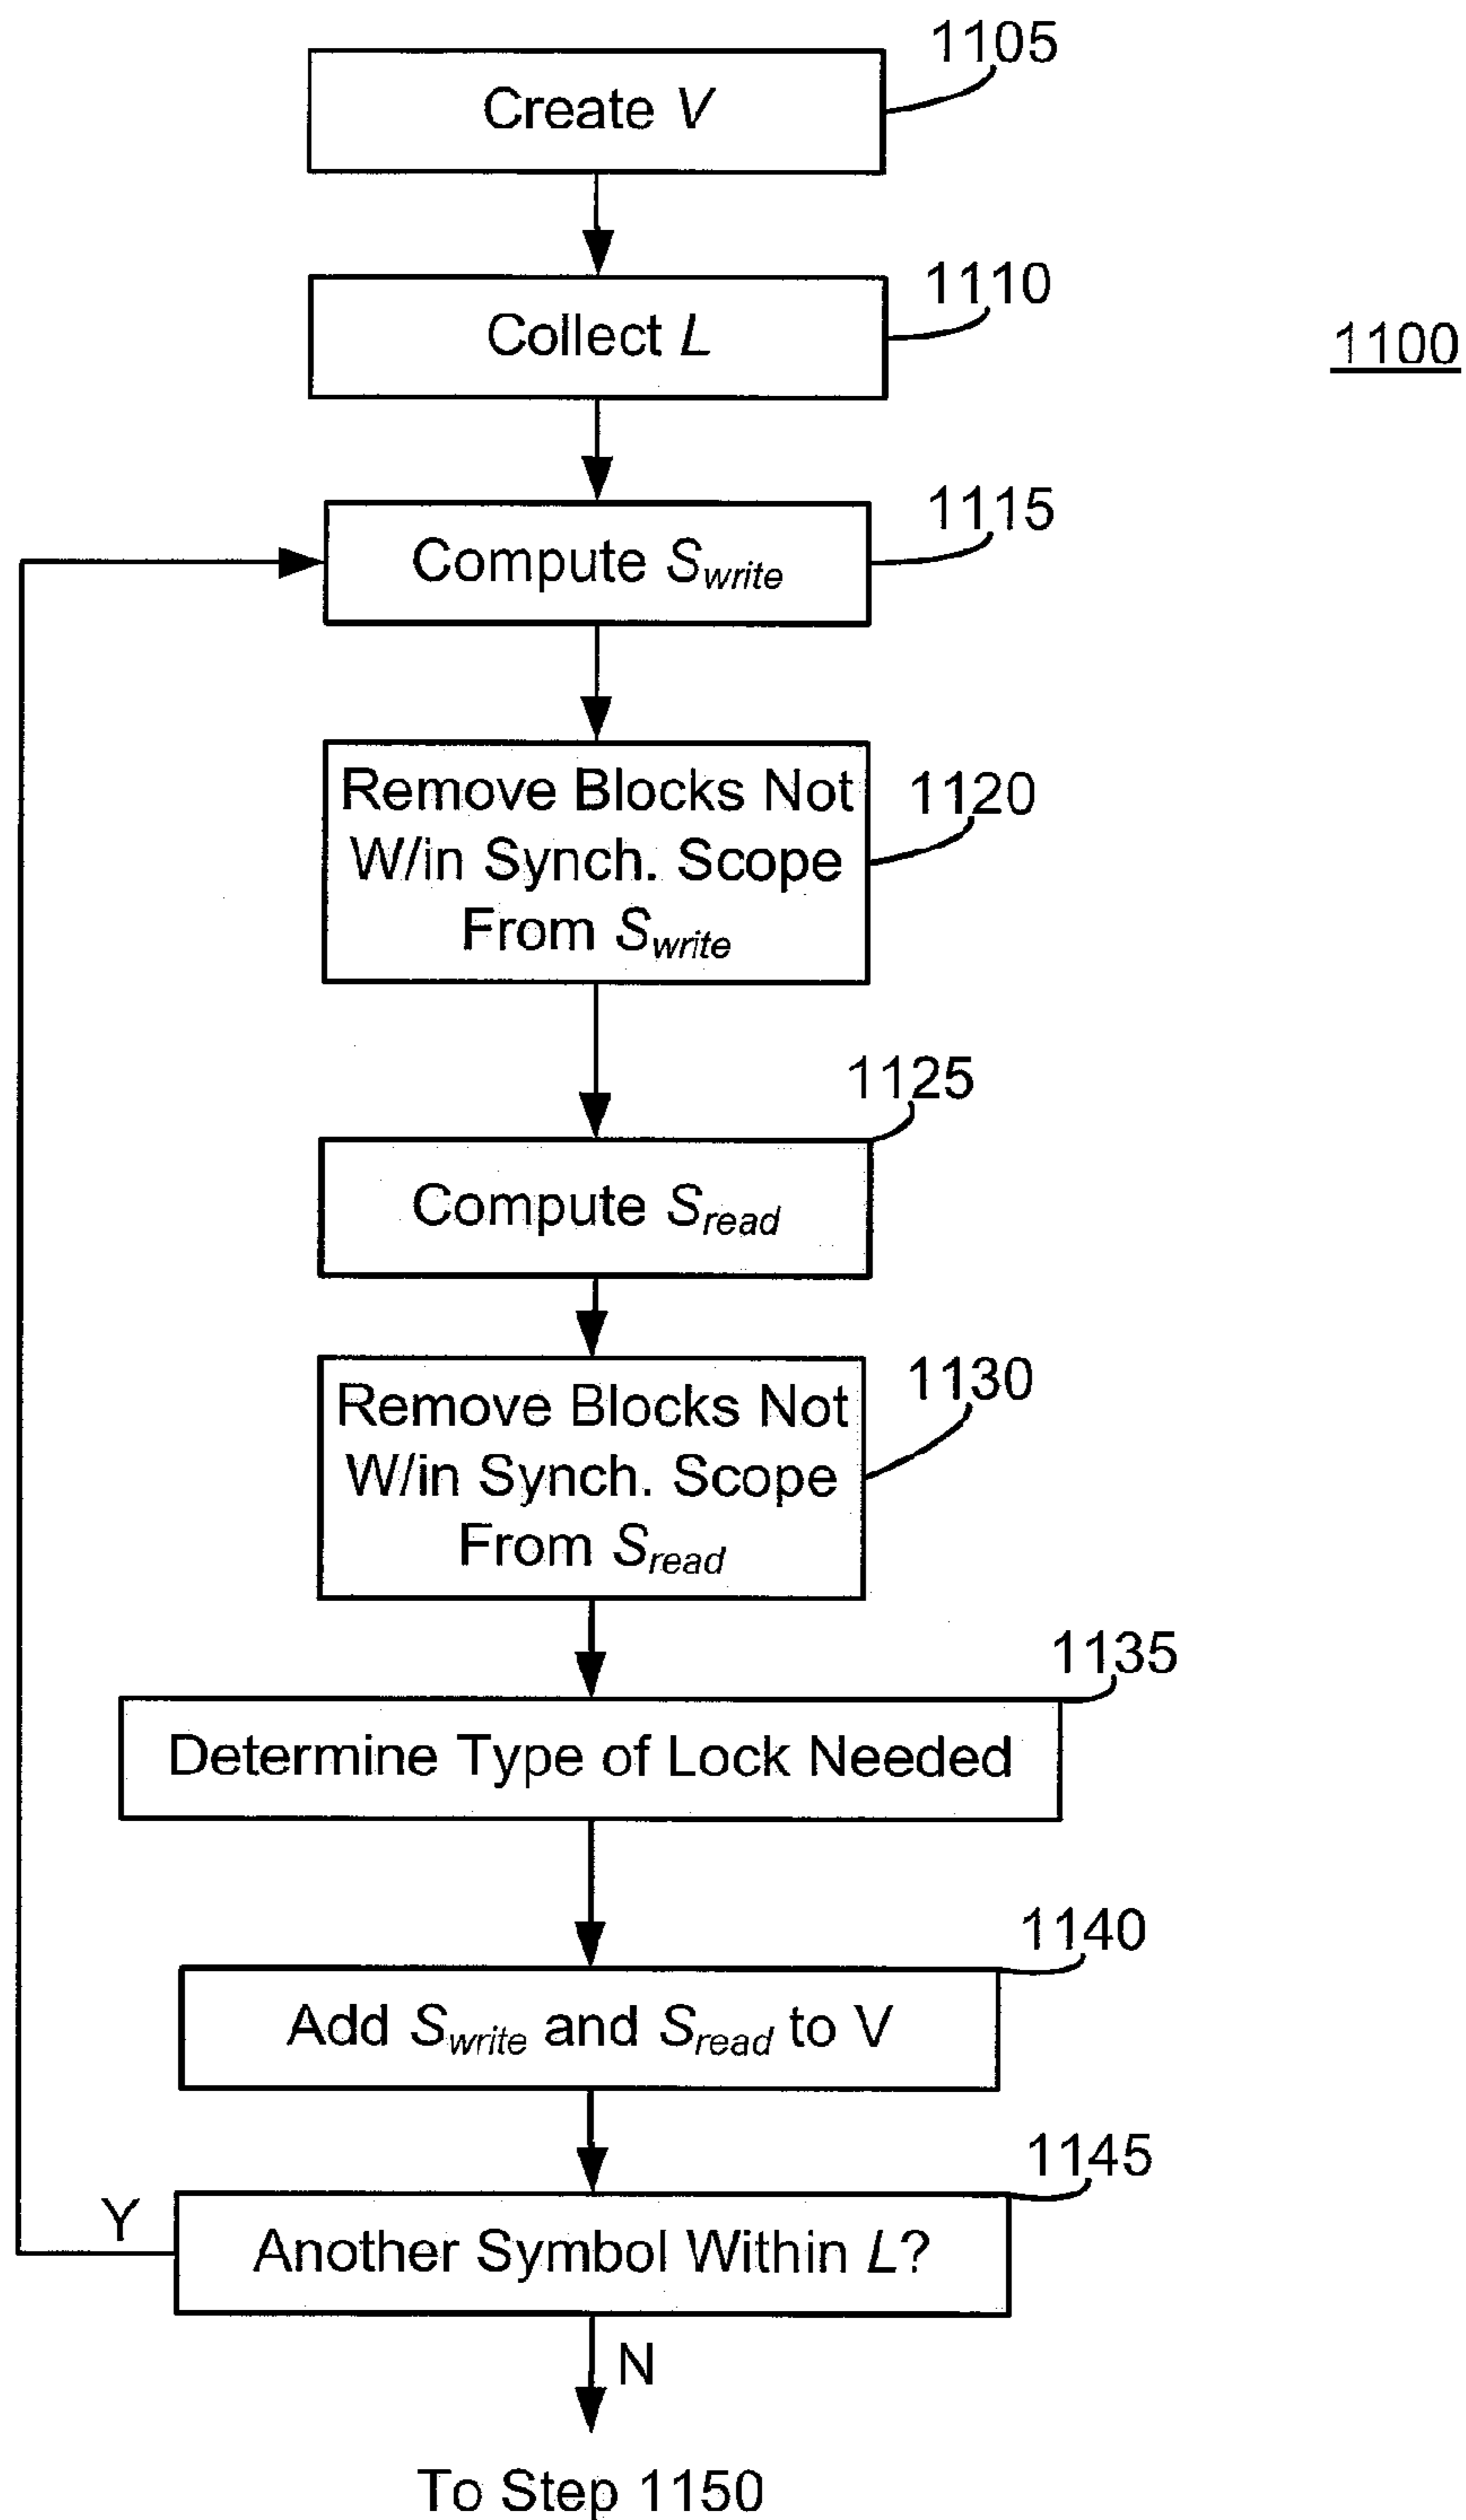 1105
Create V
1110
Collect L
1100
1115
Compute Swrite
Remove Blocks Not
1120
W/in Synch. Scope
From Swrite
1125
Compute Sread
Remove Blocks Not
1130
W/in Synch. Scope
From Sread
1135
Determine Type of Lock Needed
1140
Add Swrite and Sread to V
1145
Y
Another Symbol Within L?
N
To Step 1150